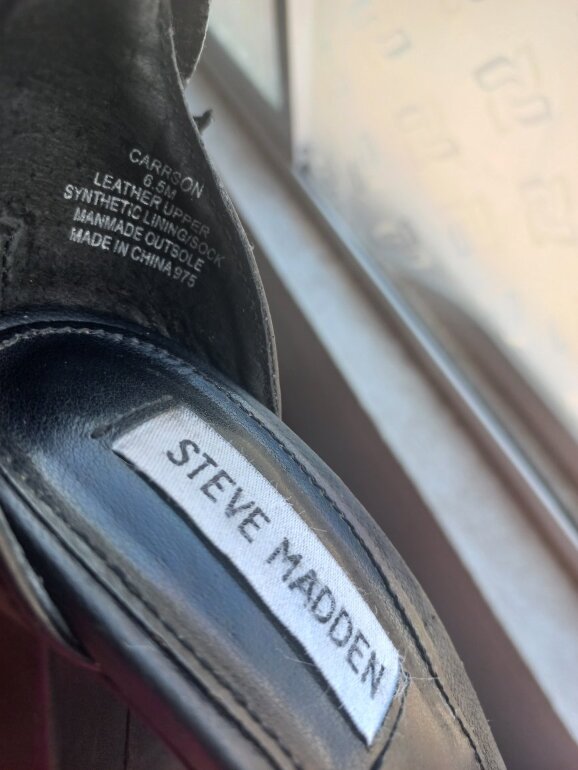 CARRSON
6.5M
LEATHER UPPER
SYNTHETIC LINING/SOCK
MANMADE OUTSOLE
MADE IN CHINA 975
STEVE MADDEN